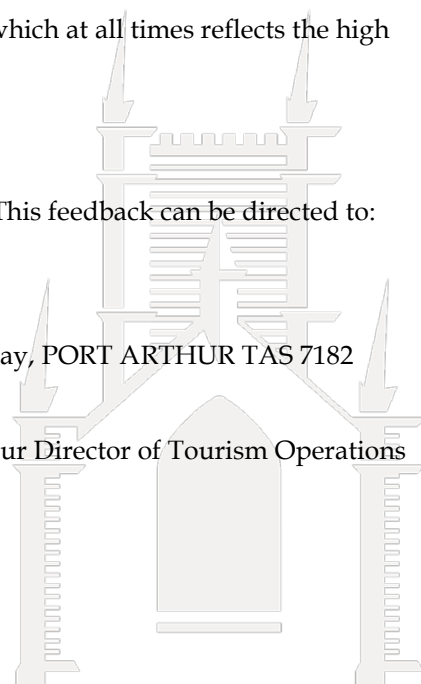 which at all times reflects the high
This feedback can be directed to:
ay, PORT ARTHUR TAS 7182
ur Director of Tourism Operations